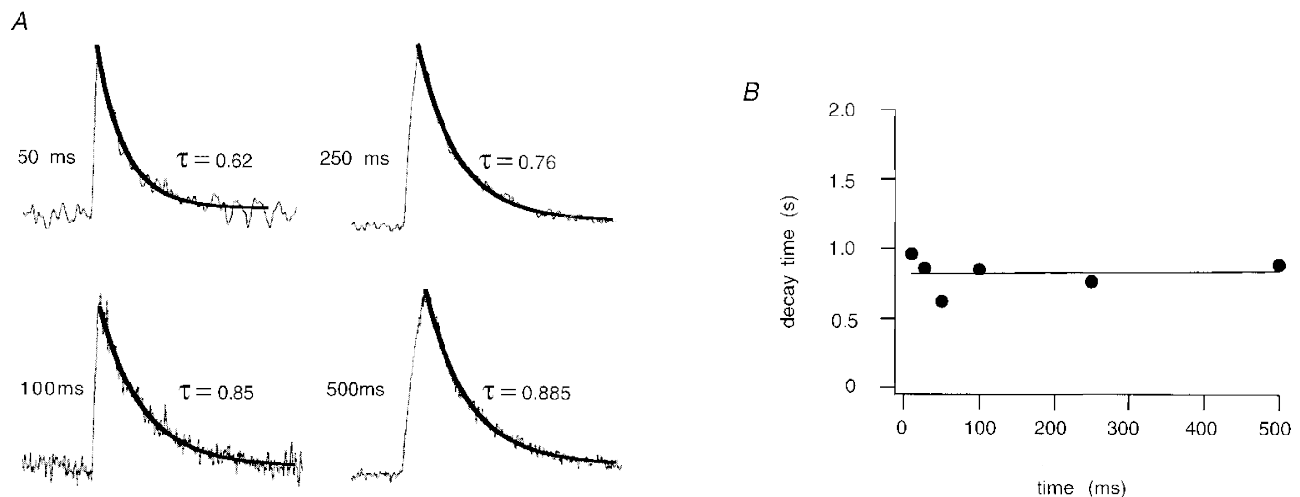 A
50 ms
τ = 0.62
250 ms
τ = 0.76
100ms
τ = 0.85
500ms
τ = 0.885
B
decay time (s)
2.0
1.5
1.0
0.5
0
0 100 200 300 400 500
time (ms)